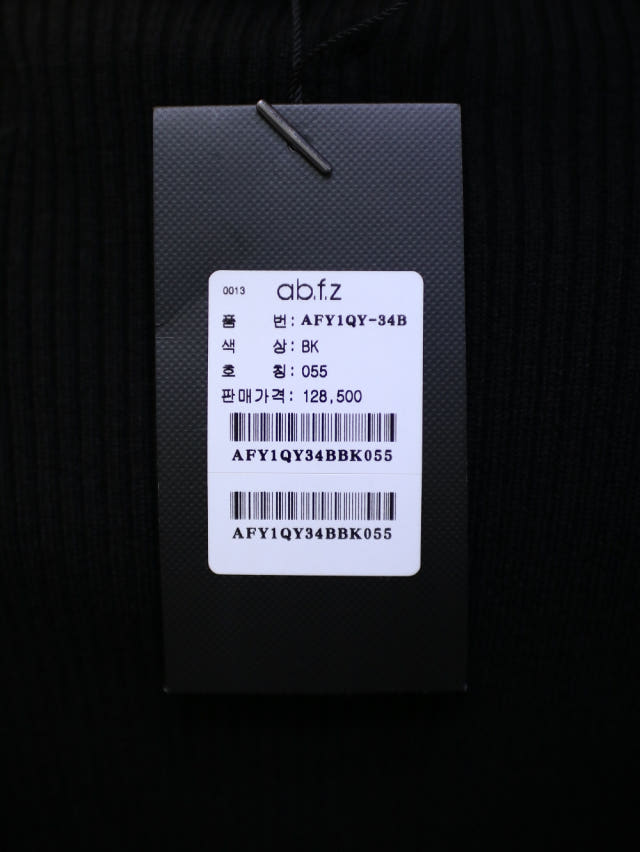 0013 ab.f.z
품 번: AFY1QY-34B
색 상: BK
호 칭: 055
판매가격: 128,500
AFY1QY34BBK055
AFY1QY34BBK055